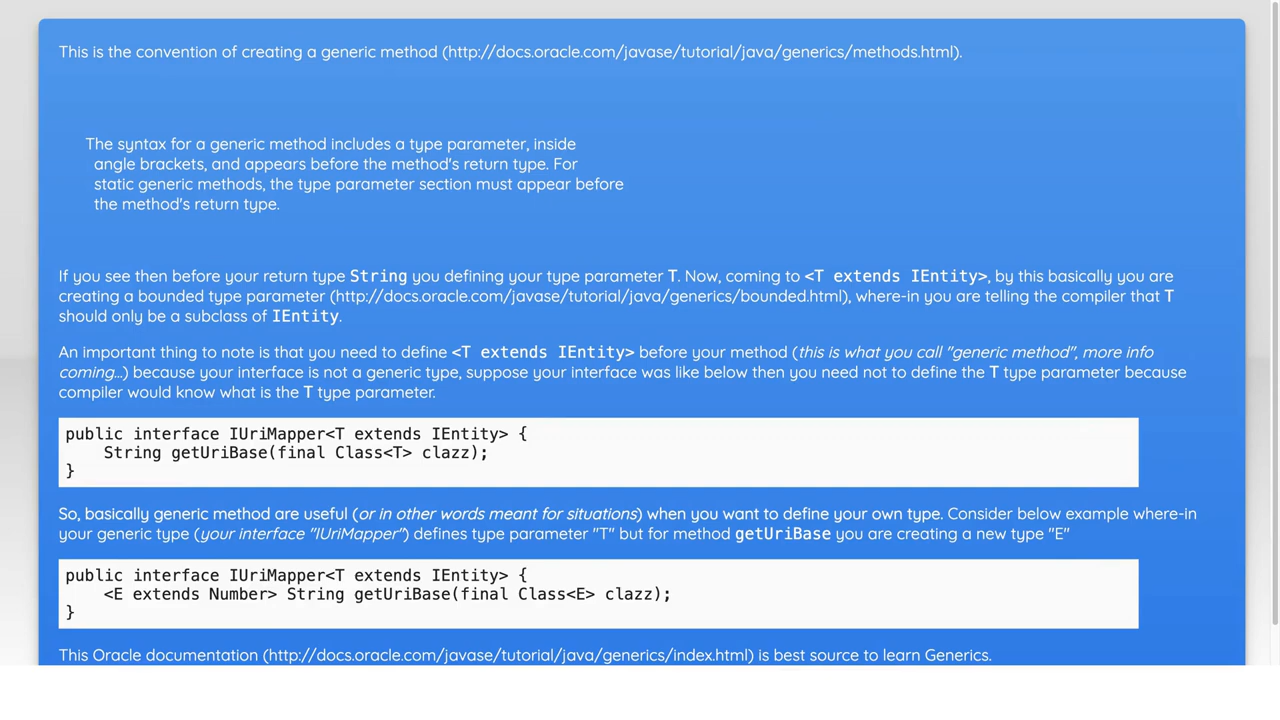 This is the convention of creating a generic method (http://docs.oracle.com/javase/tutorial/java/generics/methods.html).
The syntax for a generic method includes a type parameter, inside
angle brackets, and appears before the method's return type. For
static generic methods, the type parameter section must appear before
the method's return type.
If you see then before your return type String you defining your type parameter T. Now, coming to <T extends IEntity>, by this basically you are
creating a bounded type parameter (http://docs.oracle.com/javase/tutorial/java/generics/bounded.html), where-in you are telling the compiler that T
should only be a subclass of IEntity.
An important thing to note is that you need to define <T extends IEntity> before your method (this is what you call "generic method", more info
coming...) because your interface is not a generic type, suppose your interface was like below then you need not to define the T type parameter because
compiler would know what is the T type parameter.
public interface IUriMapper<T extends IEntity> {
    String getUriBase(final Class<T> clazz);
}
So, basically generic method are useful (or in other words meant for situations) when you want to define your own type. Consider below example where-in
your generic type (your interface "IUriMapper") defines type parameter "T" but for method getUriBase you are creating a new type "E"
public interface IUriMapper<T extends IEntity> {
    <E extends Number> String getUriBase(final Class<E> clazz);
}
This Oracle documentation (http://docs.oracle.com/javase/tutorial/java/generics/index.html) is best source to learn Generics.